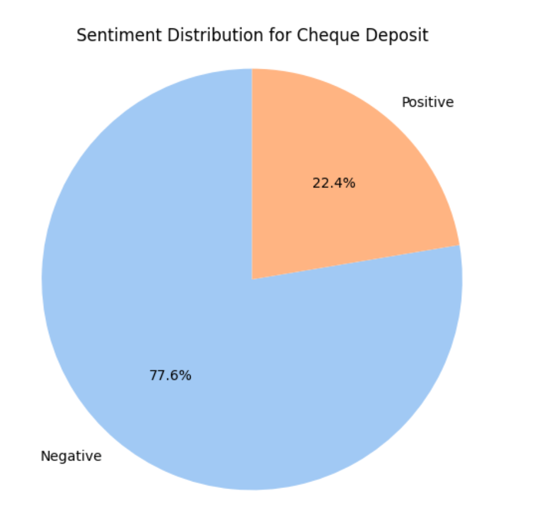 Sentiment Distribution for Cheque Deposit
Positive
22.4%
77.6%
Negative